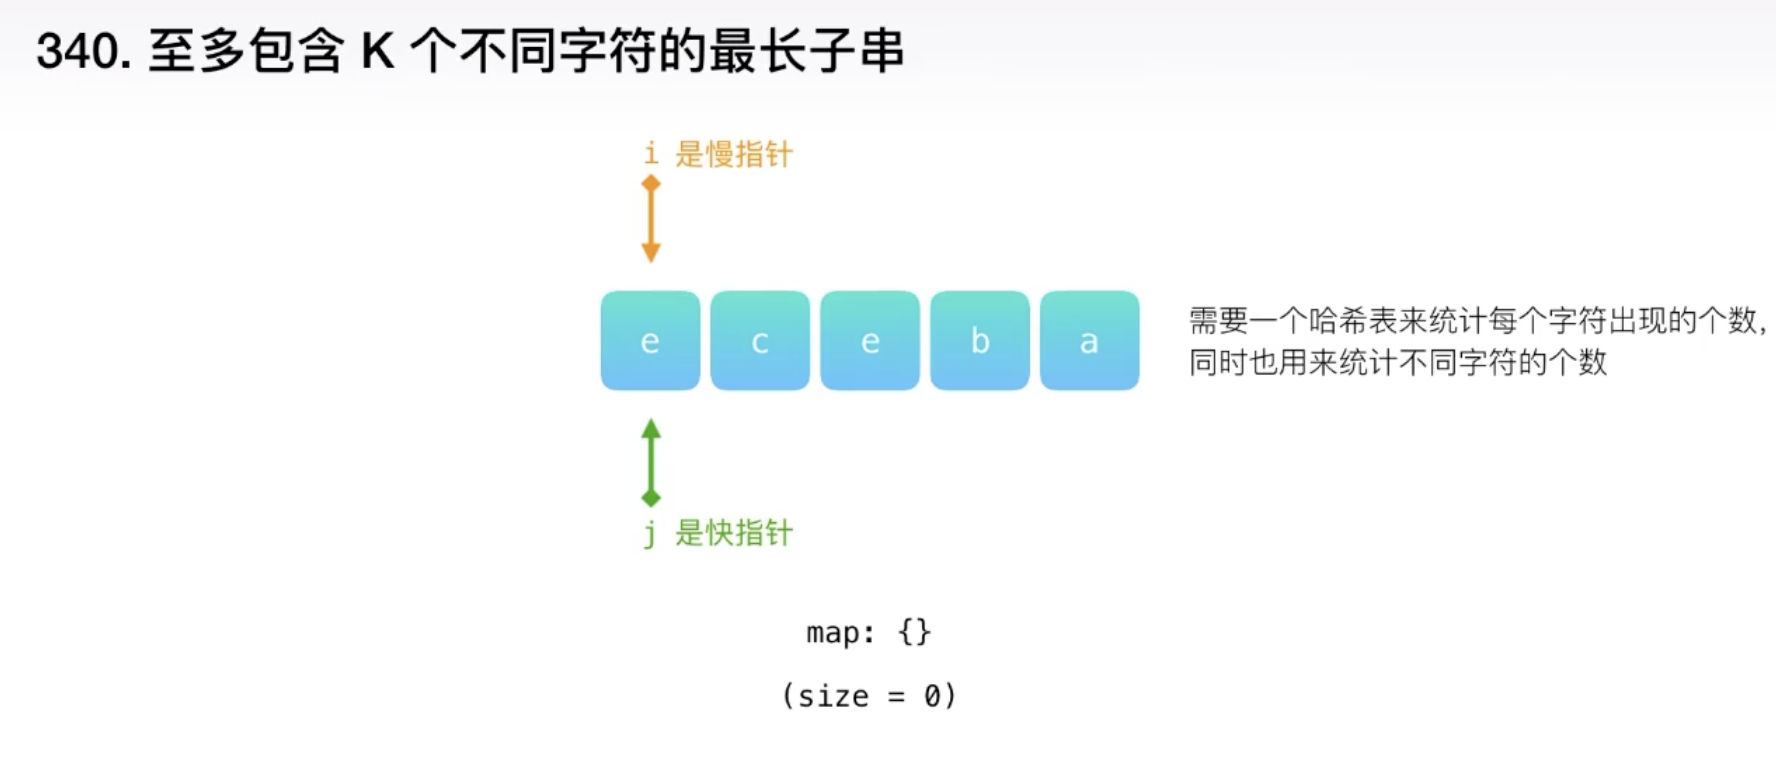 340. 至多包含 K 个不同字符的最长子串
i 是慢指针
e c e b a
需要一个哈希表来统计每个字符出现的个数,
同时也用来统计不同字符的个数
j 是快指针
map: {}
(size = 0)